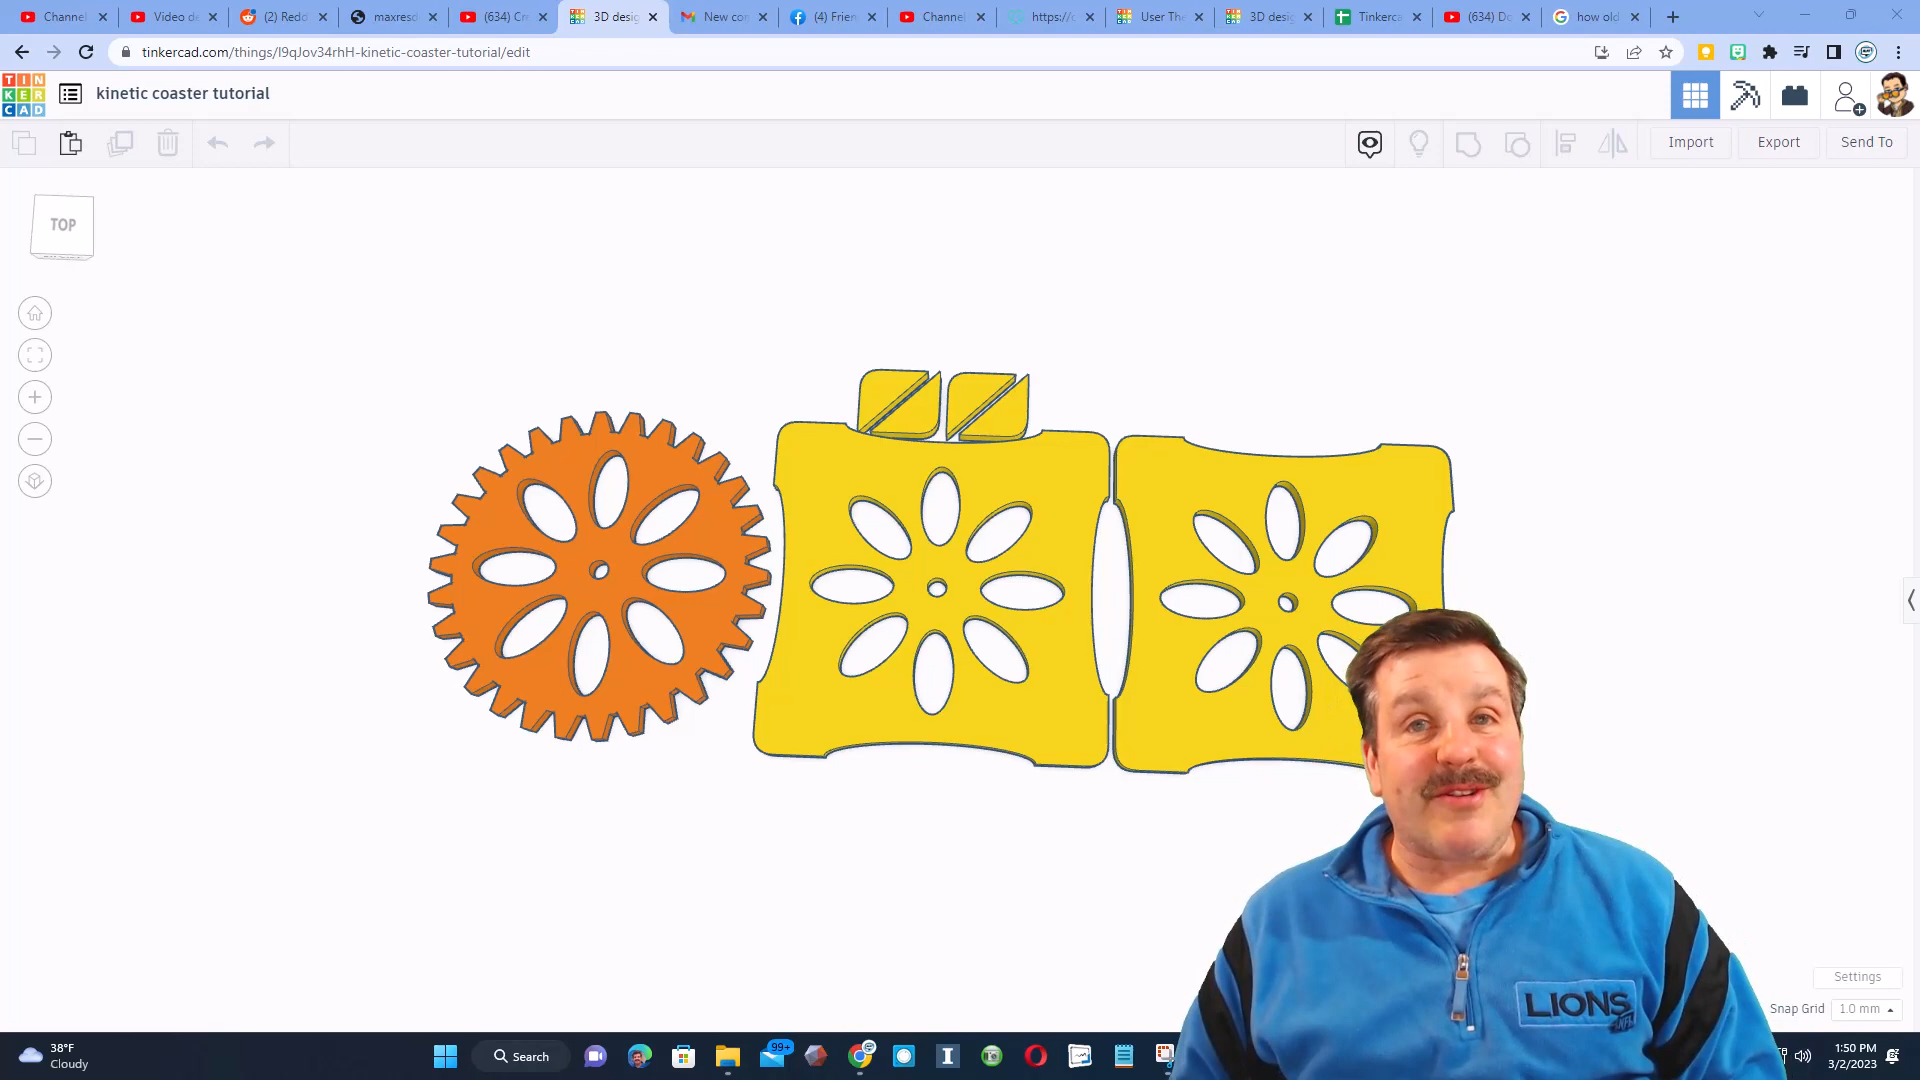 Channel
Video de
(2) Redd
maxresd
(634) Cr
3D desig
New con
(4) Frien
Channel
https://c
User The
3D desig
Tinkerca
(634) Do
how old
tinkercad.com/things/l9qJov34rhH-kinetic-coaster-tutorial/edit
TIN
KER
CAD
kinetic coaster tutorial
Import
Export
Send To
TOP
LIONS
Settings
Snap Grid 1.0 mm
38°F
Cloudy
Search
99+
1:50 PM
3/2/2023